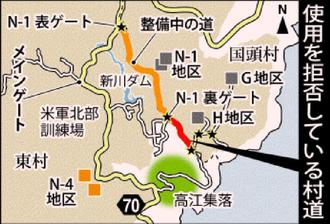 使用を拒否している村道
N-1 表ゲート
整備中の道
N
国頭村
メインゲート
新川ダム
N-1
地区
G地区
米軍北部
訓練場
N-1 裏ゲート
H地区
東村
N-4
地区
70
高江集落